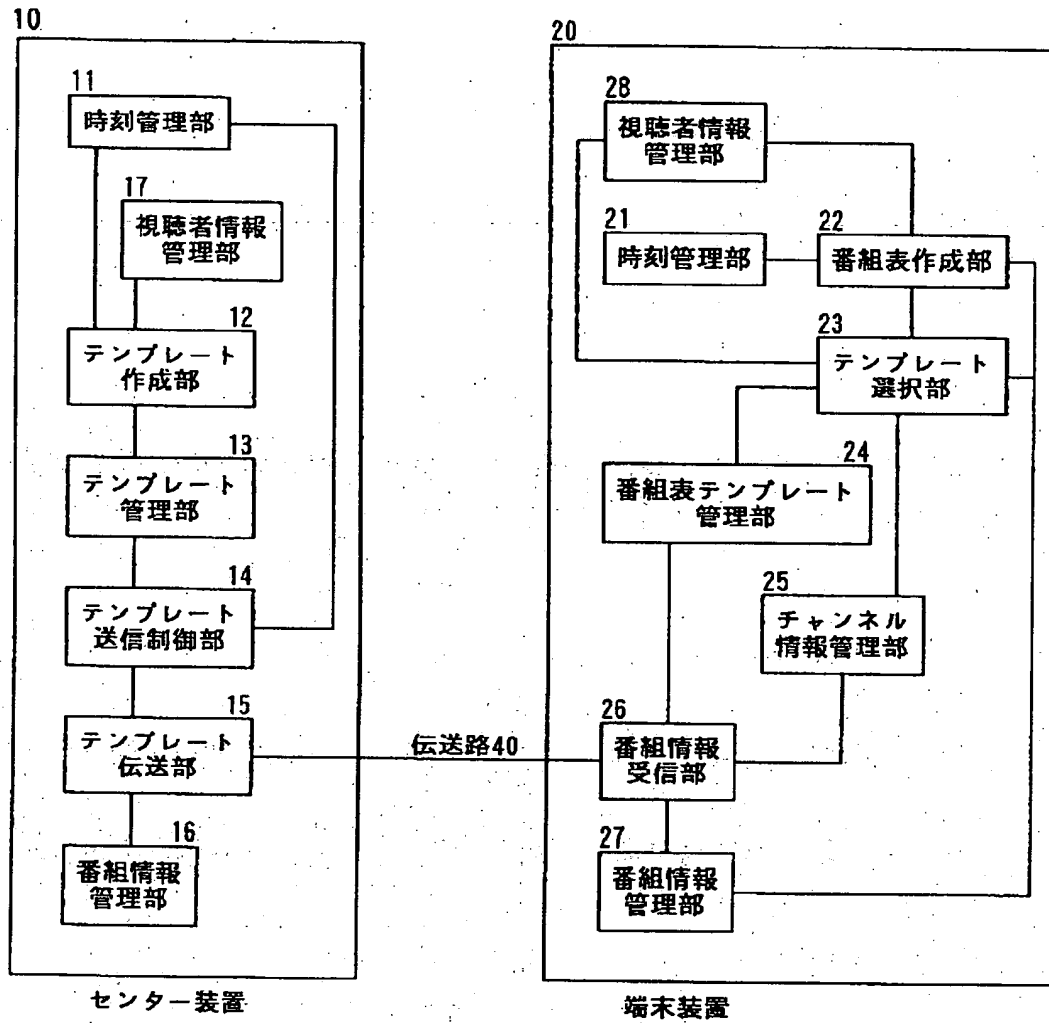 10
11
時刻管理部
17
視聴者情報
管理部
12
テンプレート
作成部
13
テンプレート
管理部
14
テンプレート
送信制御部
15
テンプレート
伝送部
16
番組情報
管理部
センター装置
伝送路40
20
28
視聴者情報
管理部
21
時刻管理部
22
番組表作成部
23
テンプレート
選択部
24
番組表テンプレート
管理部
25
チャンネル
情報管理部
26
番組情報
受信部
27
番組情報
管理部
端末装置